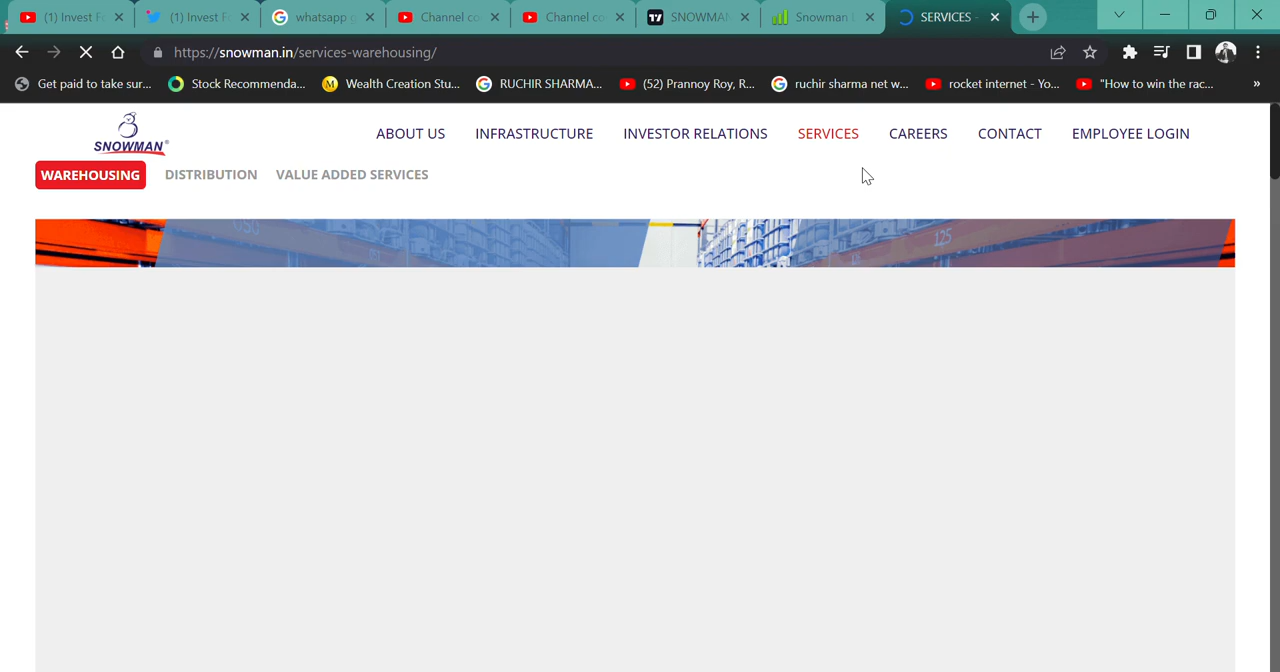 (1) Invest F
(1) Invest F
whatsapp g
Channel co
Channel co
SNOWMAN
Snowman
SERVICES -
https://snowman.in/services-warehousing/
Get paid to take sur...
Stock Recommenda...
Wealth Creation Stu...
RUCHIR SHARMA...
(52) Prannoy Roy, R...
ruchir sharma net w...
rocket internet - Yo...
"How to win the rac...
»
SNOWMAN®
ABOUT US
INFRASTRUCTURE
INVESTOR RELATIONS
SERVICES
CAREERS
CONTACT
EMPLOYEE LOGIN
WAREHOUSING
DISTRIBUTION
VALUE ADDED SERVICES
125